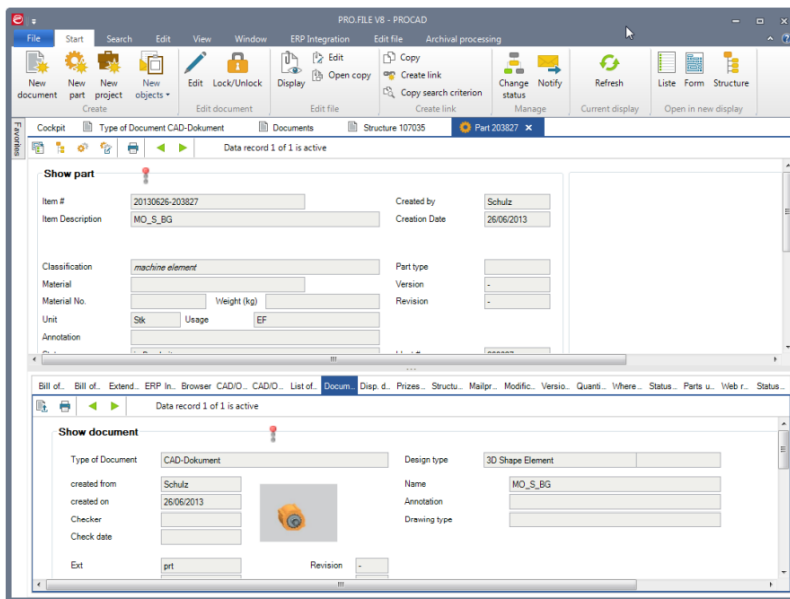 PRO.FILE V8 - PROCAD
File Start Search Edit View Window ERP Integration Edit file Archival processing
New document New part New project New objects Edit Lock/Unlock Display Edit Open copy Copy Create link Copy search criterion Change status Notify Refresh Liste Form Structure
Create Edit document Edit file Create link Manage Current display Open in new display
Favorites
Cockpit Type of Document CAD-Dokument Documents Structure 107035 Part 203827
Data record 1 of 1 is active
Show part
Item # 20130626-203827 Created by Schulz
Item Description MO_S_BG Creation Date 26/06/2013
Classification machine element Part type
Material Version -
Material No. Weight (kg) Revision -
Unit Stk Usage EF
Annotation
Bill of... Bill of... Extend... ERP In... Browser CAD/O... CAD/O... List of... Docum... Disp. d... Prizes... Structu... Mailpr... Modific... Versio... Quanti... Where... Status... Parts u... Web r... Status...
Data record 1 of 1 is active
Show document
Type of Document CAD-Dokument Design type 3D Shape Element
created from Schulz Name MO_S_BG
created on 26/06/2013 Annotation
Checker Drawing type
Check date
Ext prt Revision -